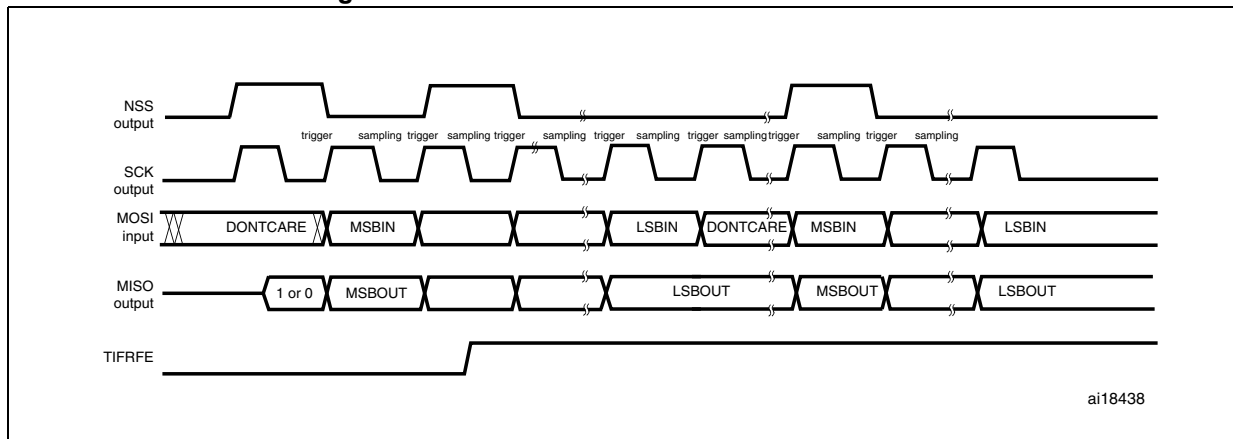 NSS
output
trigger sampling trigger sampling trigger sampling trigger sampling trigger sampling trigger sampling trigger sampling
SCK
output
MOSI
input
DONTCARE MSBIN LSBIN DONTCARE MSBIN LSBIN
MISO
output
1 or 0 MSBOUT LSBOUT MSBOUT LSBOUT
TIFRFE
ai18438